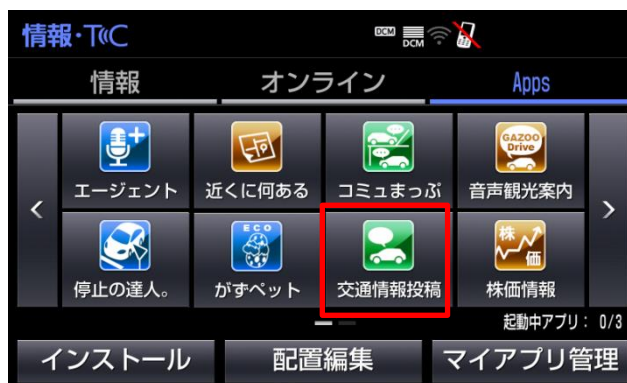 情報・T((C
DCM
DCM
情報
オンライン
Apps
GAZOO
Drive
エージェント
近くに何ある
コミュまっぷ
音声観光案内
<
>
ECO
株
価
停止の達人。
がずペット
交通情報投稿
株価情報
起動中アプリ: 0/3
インストール
配置編集
マイアプリ管理